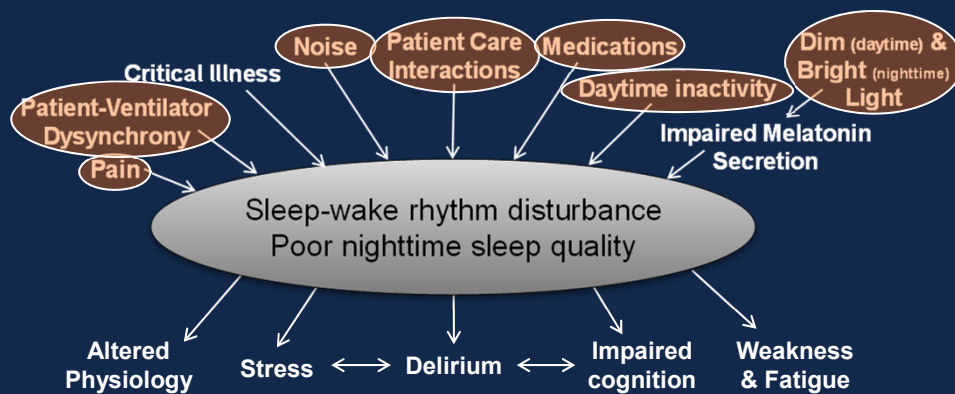 Noise
Patient Care
Interactions
Medications
Dim (daytime) &
Bright (nighttime)
Light
Critical Illness
Daytime inactivity
Patient-Ventilator
Dysynchrony
Impaired Melatonin
Secretion
Pain
Sleep-wake rhythm disturbance
Poor nighttime sleep quality
Altered
Physiology
Stress
Delirium
Impaired
cognition
Weakness
& Fatigue